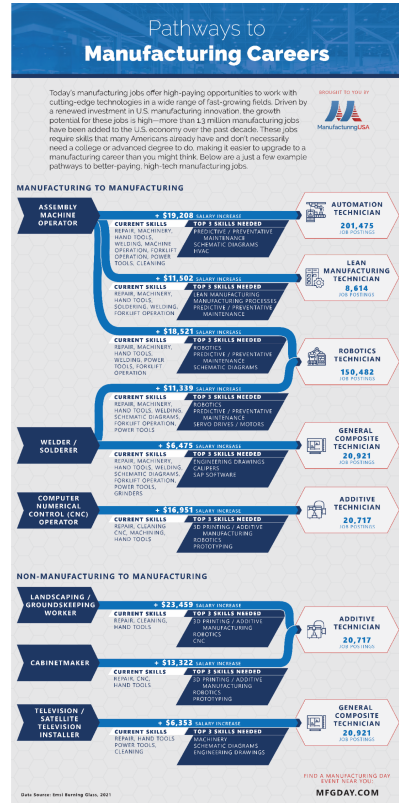 Pathways to
Manufacturing Careers
Today's manufacturing jobs offer high-paying opportunities to work with
cutting-edge technologies in a wide range of fast-growing fields. Driven by
a renewed investment in U.S. manufacturing innovation, the growth
potential for these jobs is high—more than 1.3 million manufacturing jobs
have been added to the U.S. economy over the past decade. These jobs
require skills that many Americans already have and don't necessarily
need a college or advanced degree to do, making it easier to upgrade to a
manufacturing career than you might think. Below are a just a few example
pathways to better-paying, high-tech manufacturing jobs.
BROUGHT TO YOU BY
ManufacturingUSA
MANUFACTURING TO MANUFACTURING
ASSEMBLY
MACHINE
OPERATOR
+ $19,208 SALARY INCREASE
CURRENT SKILLS
REPAIR, MACHINERY,
HAND TOOLS,
WELDING, MACHINE
OPERATION, FORKLIFT
OPERATION, POWER
TOOLS, CLEANING
TOP 3 SKILLS NEEDED
PREDICTIVE / PREVENTATIVE
MAINTENANCE
SCHEMATIC DIAGRAMS
HVAC
AUTOMATION
TECHNICIAN
201,475
JOB POSTINGS
+ $11,502 SALARY INCREASE
CURRENT SKILLS
REPAIR, MACHINERY,
HAND TOOLS,
SOLDERING, WELDING,
FORKLIFT OPERATION
TOP 3 SKILLS NEEDED
LEAN MANUFACTURING
MANUFACTURING PROCESSES
PREDICTIVE / PREVENTATIVE
MAINTENANCE
LEAN
MANUFACTURING
TECHNICIAN
8,614
JOB POSTINGS
+ $18,521 SALARY INCREASE
CURRENT SKILLS
REPAIR, MACHINERY,
HAND TOOLS,
WELDING, POWER
TOOLS, FORKLIFT
OPERATION
TOP 3 SKILLS NEEDED
ROBOTICS
PREDICTIVE / PREVENTATIVE
MAINTENANCE
SCHEMATIC DIAGRAMS
ROBOTICS
TECHNICIAN
150,482
JOB POSTINGS
+ $11,339 SALARY INCREASE
CURRENT SKILLS
REPAIR, MACHINERY,
HAND TOOLS, WELDING,
SCHEMATIC DIAGRAMS,
FORKLIFT OPERATION,
POWER TOOLS
TOP 3 SKILLS NEEDED
ROBOTICS
PREDICTIVE / PREVENTATIVE
MAINTENANCE
SERVO DRIVES / MOTORS
WELDER /
SOLDERER
+ $6,475 SALARY INCREASE
CURRENT SKILLS
REPAIR, MACHINERY,
HAND TOOLS, WELDING,
SCHEMATIC DIAGRAMS,
FORKLIFT OPERATION,
POWER TOOLS,
GRINDERS
TOP 3 SKILLS NEEDED
ENGINEERING DRAWINGS
CALIPERS
SAP SOFTWARE
GENERAL
COMPOSITE
TECHNICIAN
20,921
JOB POSTINGS
COMPUTER
NUMERICAL
CONTROL (CNC)
OPERATOR
+ $16,951 SALARY INCREASE
CURRENT SKILLS
REPAIR, CLEANING
CNC, MACHINING,
HAND TOOLS
TOP 3 SKILLS NEEDED
3D PRINTING / ADDITIVE
MANUFACTURING
ROBOTICS
PROTOTYPING
ADDITIVE
TECHNICIAN
20,717
JOB POSTINGS
NON-MANUFACTURING TO MANUFACTURING
LANDSCAPING /
GROUNDSKEEPING
WORKER
+ $23,459 SALARY INCREASE
CURRENT SKILLS
REPAIR, CLEANING,
HAND TOOLS
TOP 3 SKILLS NEEDED
3D PRINTING / ADDITIVE
MANUFACTURING
ROBOTICS
CNC
ADDITIVE
TECHNICIAN
20,717
JOB POSTINGS
CABINETMAKER
+ $13,322 SALARY INCREASE
CURRENT SKILLS
REPAIR, CNC,
HAND TOOLS
TOP 3 SKILLS NEEDED
3D PRINTING / ADDITIVE
MANUFACTURING
ROBOTICS
PROTOTYPING
TELEVISION /
SATELLITE
TELEVISION
INSTALLER
+ $6,353 SALARY INCREASE
CURRENT SKILLS
REPAIR, HAND TOOLS
POWER TOOLS,
CLEANING
TOP 3 SKILLS NEEDED
MACHINERY
SCHEMATIC DIAGRAMS
ENGINEERING DRAWINGS
GENERAL
COMPOSITE
TECHNICIAN
20,921
JOB POSTINGS
Data Source: Emsi Burning Glass, 2021
FIND A MANUFACTURING DAY
EVENT NEAR YOU!
MFGDAY.COM